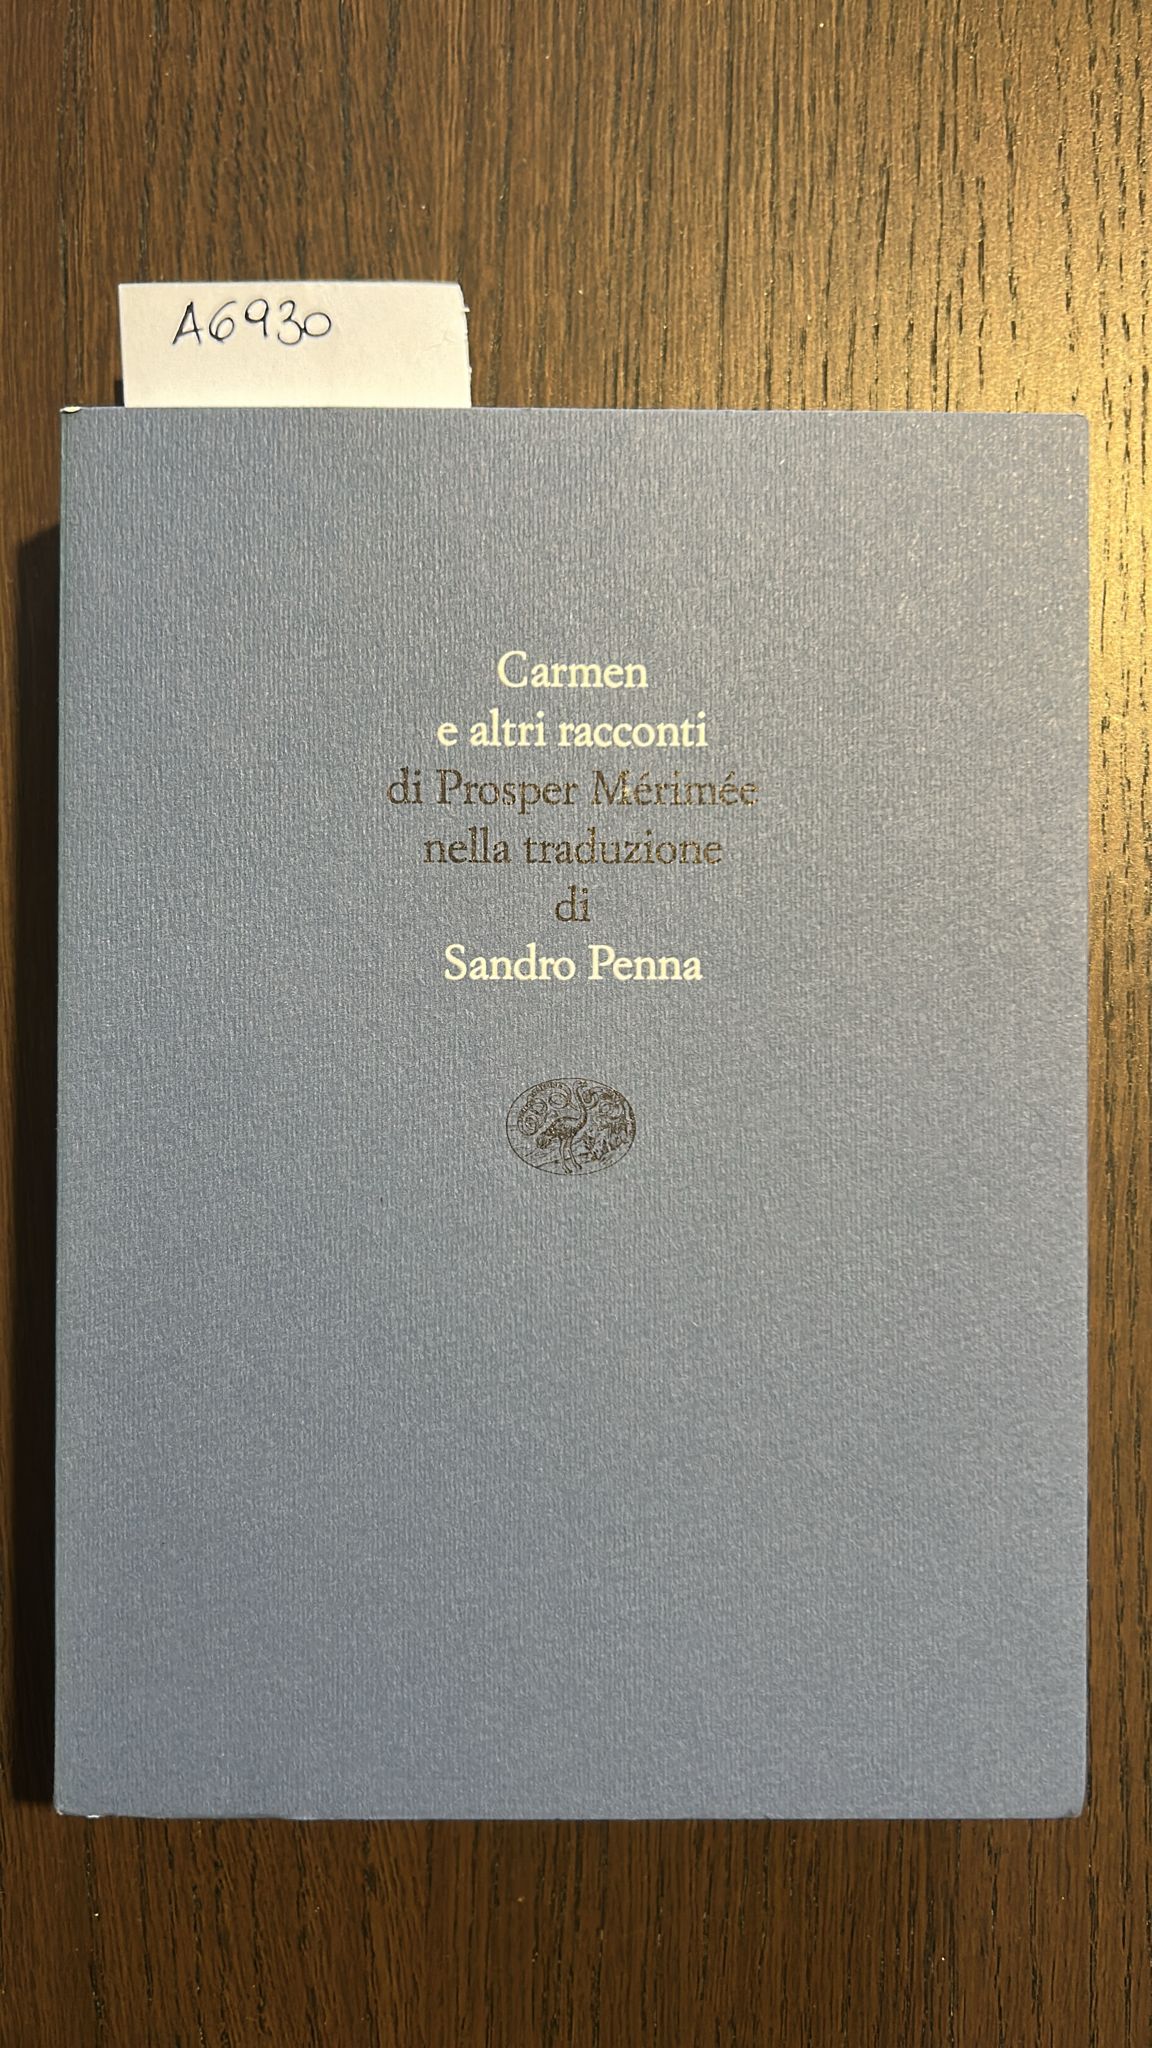 A6930
Carmen
e altri racconti
di Prosper Mérimée
nella traduzione
di
Sandro Penna